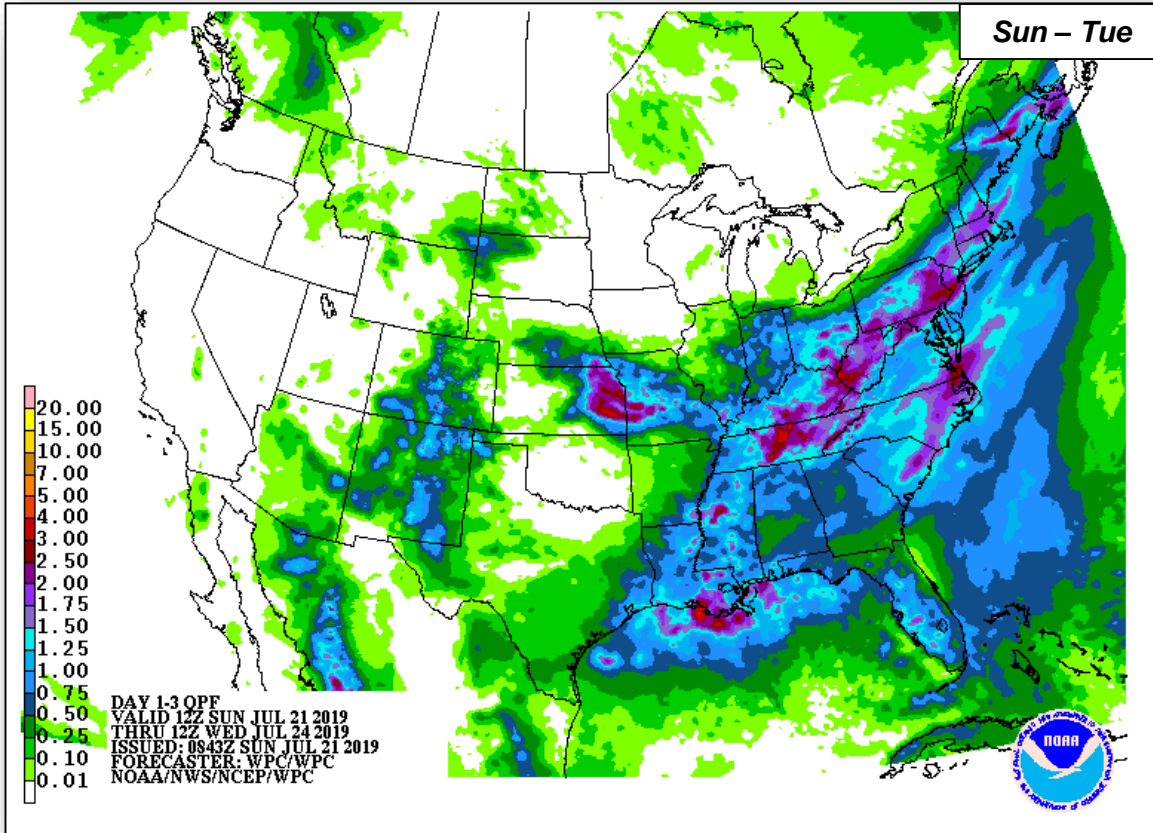 Sun – Tue
20.00
15.00
10.00
7.00
5.00
4.00
3.00
2.50
2.00
1.75
1.50
1.25
1.00
0.75
0.50
0.25
0.10
0.01
DAY 1-3 QPF
VALID 12Z SUN JUL 21 2019
THRU 12Z WED JUL 24 2019
ISSUED: 0843Z SUN JUL 21 2019
FORECASTER: WPC/WPC
NOAA/NWS/NCEP/WPC
NOAA